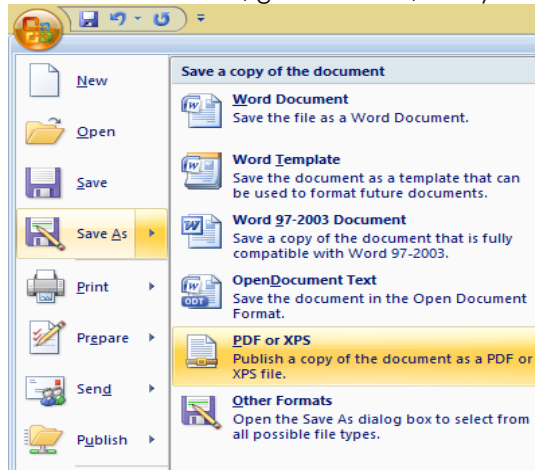 New
Open
Save
Save As
Print
Prepare
Send
Publish
Save a copy of the document
Word Document
Save the file as a Word Document.
Word Template
Save the document as a template that can
be used to format future documents.
Word 97-2003 Document
Save a copy of the document that is fully
compatible with Word 97-2003.
OpenDocument Text
Save the document in the Open Document
Format.
PDF or XPS
Publish a copy of the document as a PDF or
XPS file.
Other Formats
Open the Save As dialog box to select from
all possible file types.